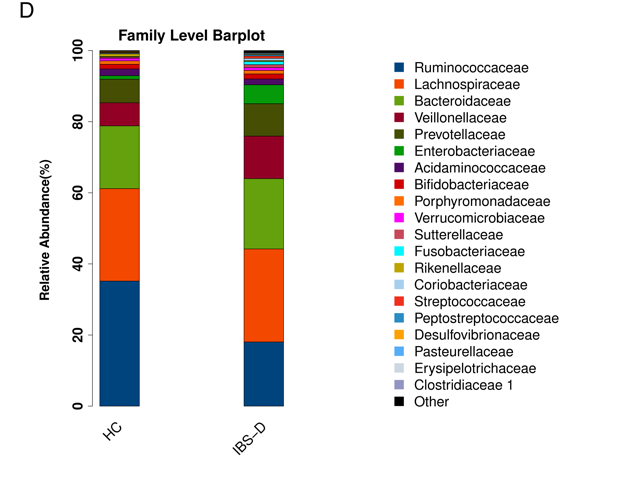 D
Family Level Barplot
Relative Abundance(%)
100
80
60
40
20
0
HC
IBS−D
Ruminococcaceae
Lachnospiraceae
Bacteroidaceae
Veillonellaceae
Prevotellaceae
Enterobacteriaceae
Acidaminococcaceae
Bifidobacteriaceae
Porphyromonadaceae
Verrucomicrobiaceae
Sutterellaceae
Fusobacteriaceae
Rikenellaceae
Coriobacteriaceae
Streptococcaceae
Peptostreptococcaceae
Desulfovibrionaceae
Pasteurellaceae
Erysipelotrichaceae
Clostridiaceae 1
Other